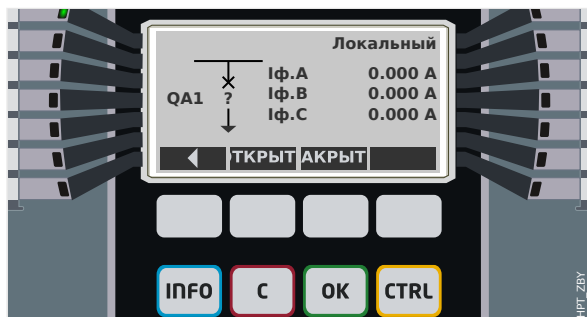 Локальный
Iф.A 0.000 A
QA1 ? Iф.B 0.000 A
Iф.C 0.000 A
ТКРЫТ АКРЫТ
INFO C OK CTRL
HPT_ZBY